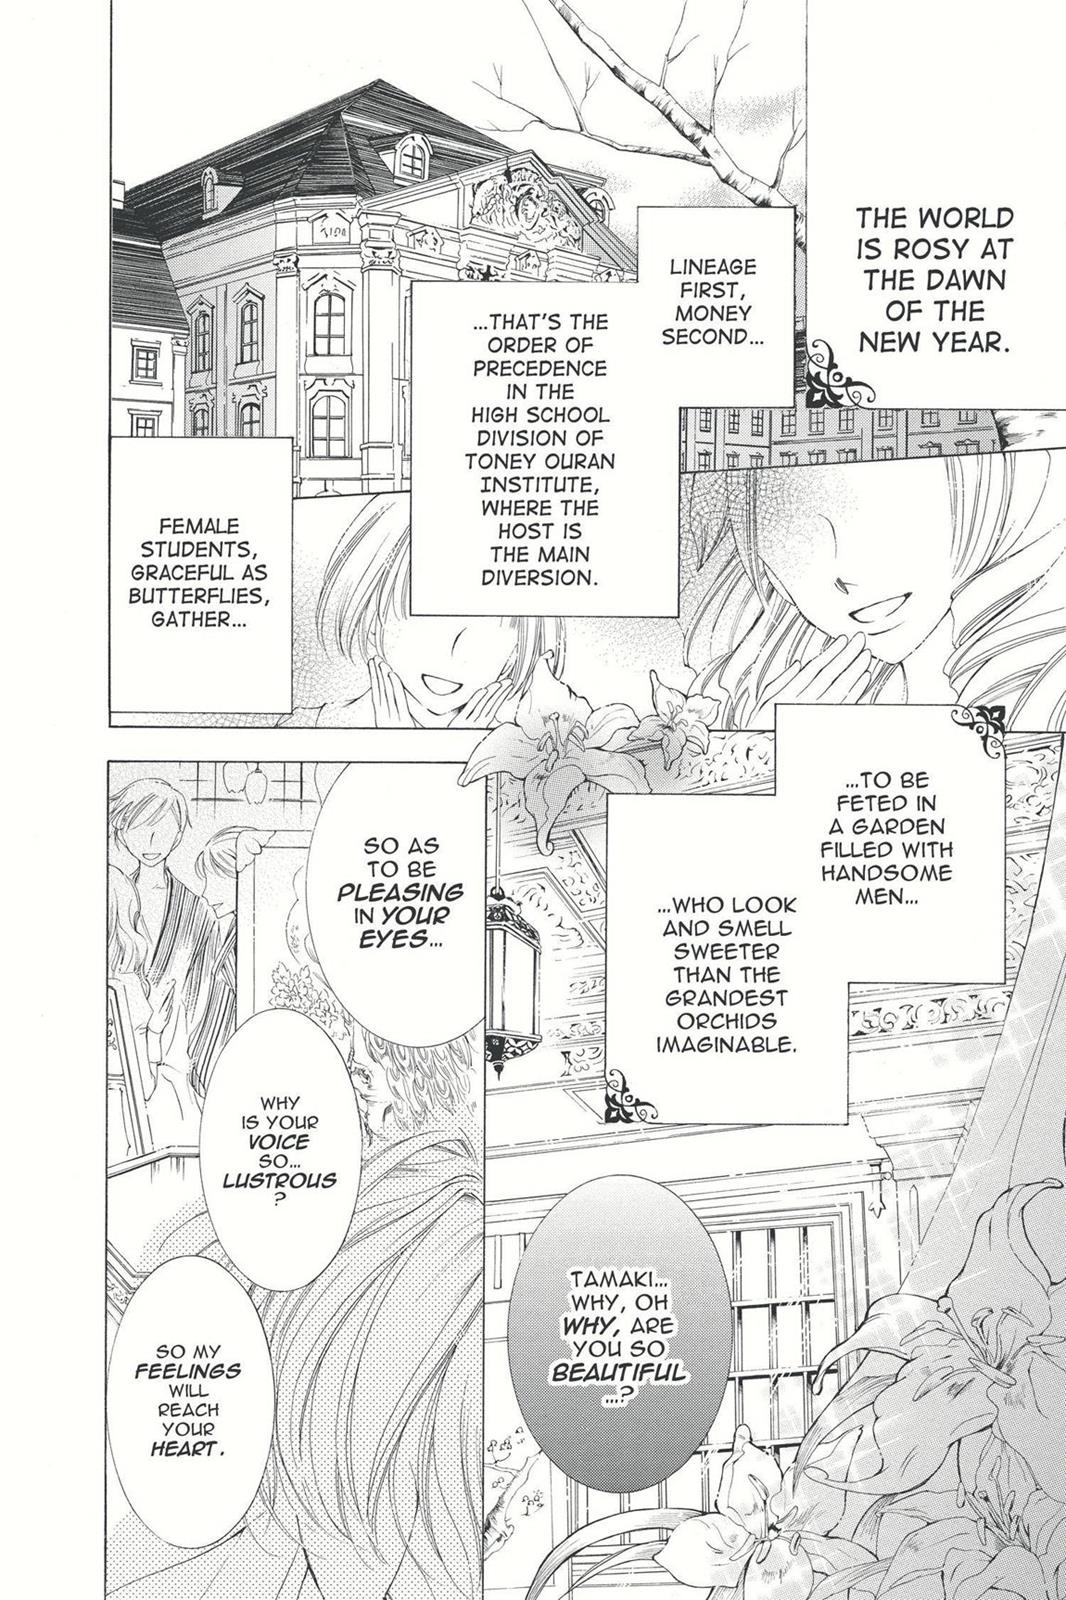 THE WORLD
IS ROSY AT
THE DAWN
OF THE
NEW YEAR.
LINEAGE
FIRST,
MONEY
SECOND...
...THAT'S THE
ORDER OF
PRECEDENCE
IN THE
HIGH SCHOOL
DIVISION OF
TONEY OURAN
INSTITUTE,
WHERE THE
HOST IS
THE MAIN
DIVERSION.
FEMALE
STUDENTS,
GRACEFUL AS
BUTTERFLIES,
GATHER...
...TO BE
FETED IN
A GARDEN
FILLED WITH
HANDSOME
MEN...
...WHO LOOK
AND SMELL
SWEETER
THAN THE
GRANDEST
ORCHIDS
IMAGINABLE.
TAMAKI...
WHY, OH
WHY, ARE
YOU SO
BEAUTIFUL
...?
SO AS
TO BE
PLEASING
IN YOUR
EYES...
WHY
IS YOUR
VOICE
SO...
LUSTROUS
?
SO MY
FEELINGS
WILL
REACH
YOUR
HEART.